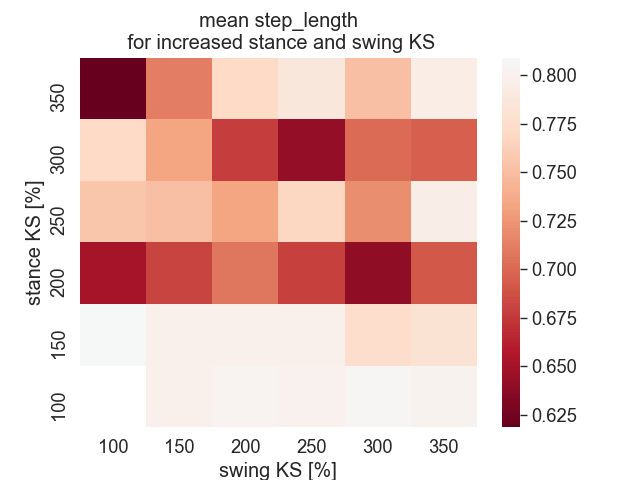 mean step_length
for increased stance and swing KS
stance KS [%]
350
300
250
200
150
100
100 150 200 250 300 350
swing KS [%]
0.800
0.775
0.750
0.725
0.700
0.675
0.650
0.625